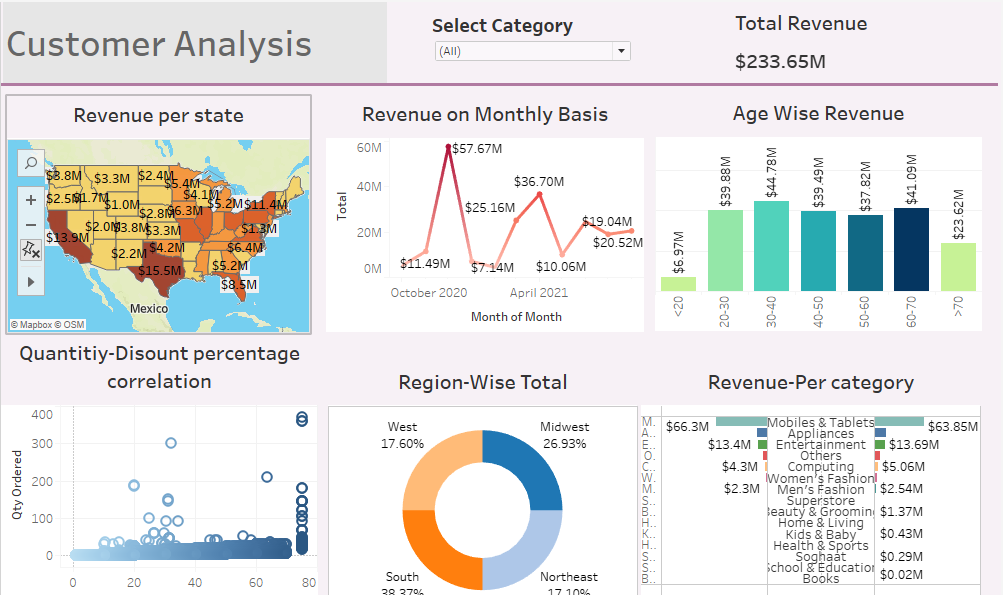 Customer Analysis
Select Category
(All)
Total Revenue
$233.65M
Revenue per state
$3.8M
$3.3M
$2.4M
$5.4M
$2.5M
$1.7M
$1.0M
$4.1M
$5.2M
$11.4M
$2.8M
$6.3M
$13.9M
$2.0M
$3.8M
$3.3M
$1.3M
$2.2M
$4.2M
$6.4M
$15.5M
$5.2M
$8.5M
Mexico
© Mapbox © OSM
Revenue on Monthly Basis
Total
60M
40M
20M
0M
$57.67M
$36.70M
$25.16M
$19.04M
$20.52M
$11.49M
$7.14M
$10.06M
October 2020
April 2021
Month of Month
Age Wise Revenue
$6.97M
$39.88M
$44.78M
$39.49M
$37.82M
$41.09M
$23.62M
<20
20-30
30-40
40-50
50-60
60-70
>70
Quantitiy-Disount percentage
correlation
Qty Ordered
400
300
200
100
0
0
20
40
60
80
Region-Wise Total
West
17.60%
Midwest
26.93%
South
38.37%
Northeast
17.10%
Revenue-Per category
M.. $66.3M Mobiles & Tablets $63.85M
A.. Appliances
E.. $13.4M Entertainment $13.69M
O.. Others
C.. $4.3M Computing $5.06M
W.. Women's Fashion
M.. $2.3M Men's Fashion $2.54M
S.. Superstore
B.. Beauty & Grooming $1.37M
H.. Home & Living
K.. Kids & Baby $0.43M
H.. Health & Sports
S.. Soghaat $0.29M
S.. School & Education
B.. Books $0.02M